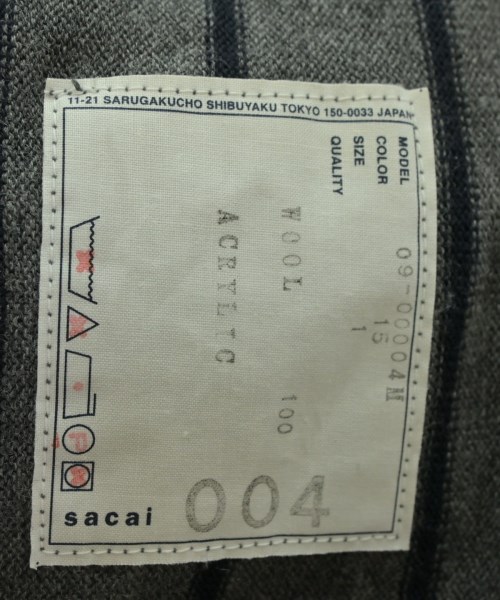 11-21 SARUGAKUCHO SHIBUYAKU TOKYO 150-0033 JAPAN
MODEL 09-00004M
COLOR 15
SIZE 1
QUALITY
WOOL 100
ACRYLIC
P
004
sacai